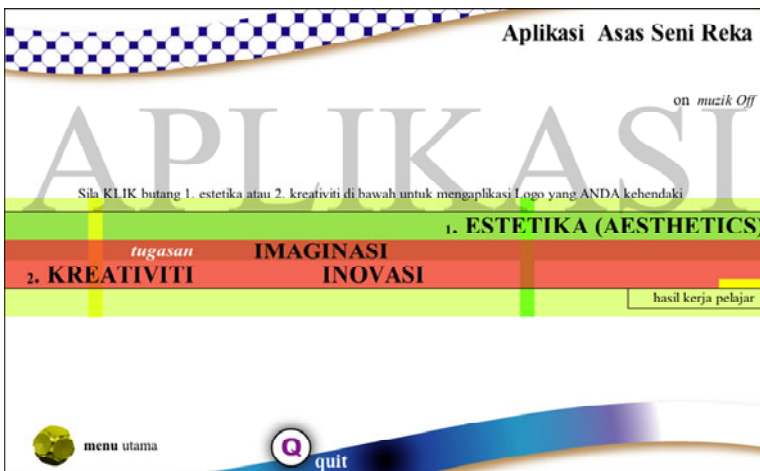 Aplikasi Asas Seni Reka
on muzik Off
APLIKASI
Sila KLIK butang 1. estetika atau 2. kreativiti di bawah untuk mengaplikasi Logo yang ANDA kehendaki
1. ESTETIKA (AESTHETICS)
tugasan IMAGINASI
2. KREATIVITI INOVASI
hasil kerja pelajar
menu utama
Q
quit